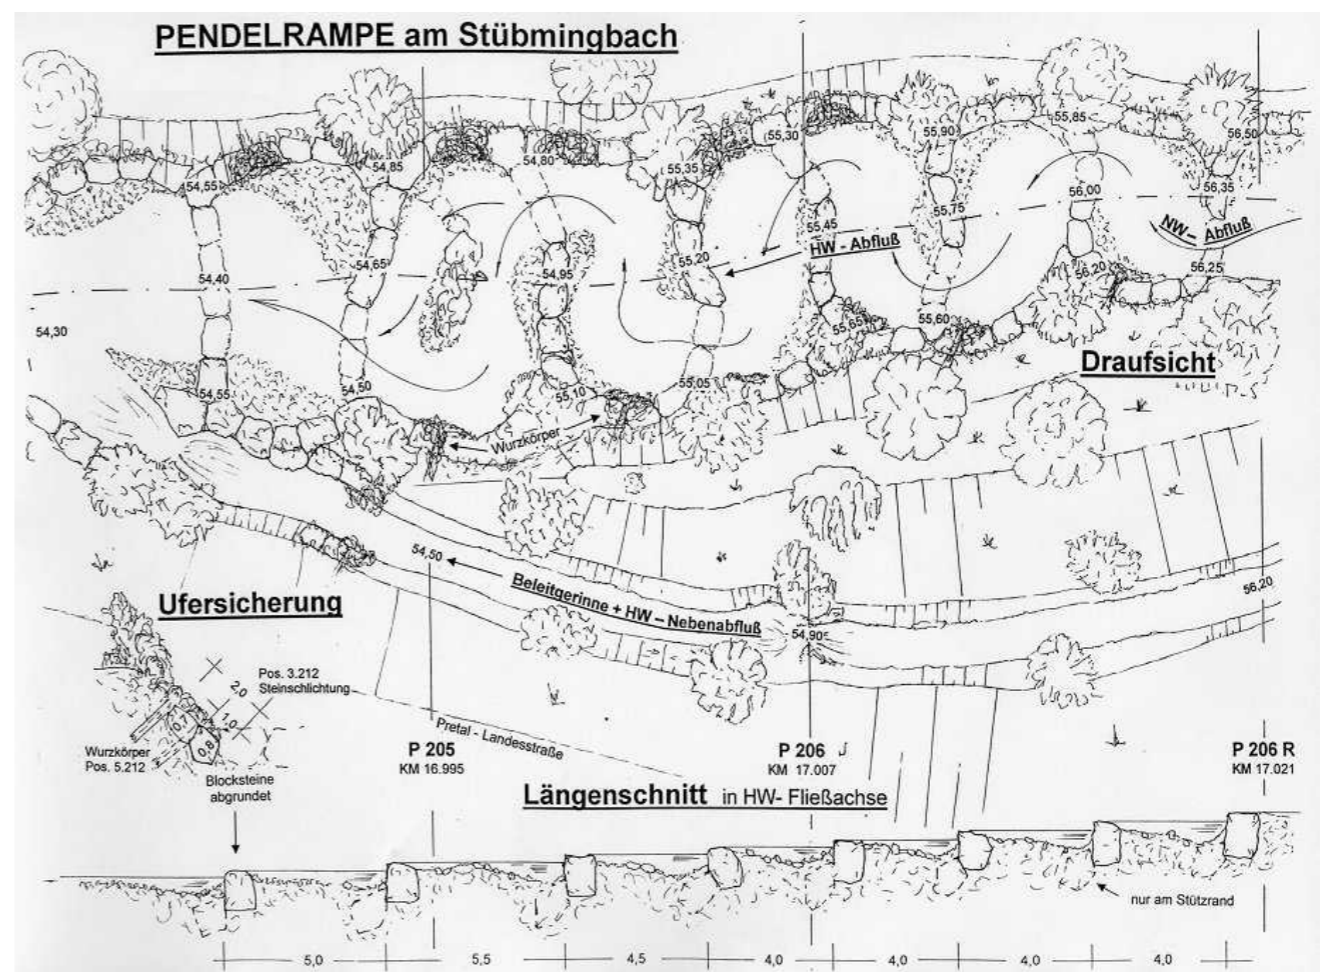 PENDELRAMPE am Stübmingbach
55,30
55,85
55,90
56,50
54,80
54,85
55,35
54,55
56,35
56,00
55,75
55,45
NW- Abfluß
HW - Abfluß
55,20
54,65
54,95
54,40
56,25
56,20
54,30
55,65
55,60
Draufsicht
54,50
55,05
54,55
55,10
Wurzkörper
54,50
Beleitgerinne + HW – Nebenabfluß
54,90
56,20
Ufersicherung
Pos. 3.212
Steinschlichtung
2,0
1,0
0,7
0,8
Wurzkörper
Pos. 5.212
Blocksteine
abgrundet
Pretal - Landesstraße
P 205
KM 16.995
P 206
KM 17.007
P 206 R
KM 17.021
Längenschnitt in HW- Fließachse
nur am Stützrand
5,0
5,5
4,5
4,0
4,0
4,0
4,0